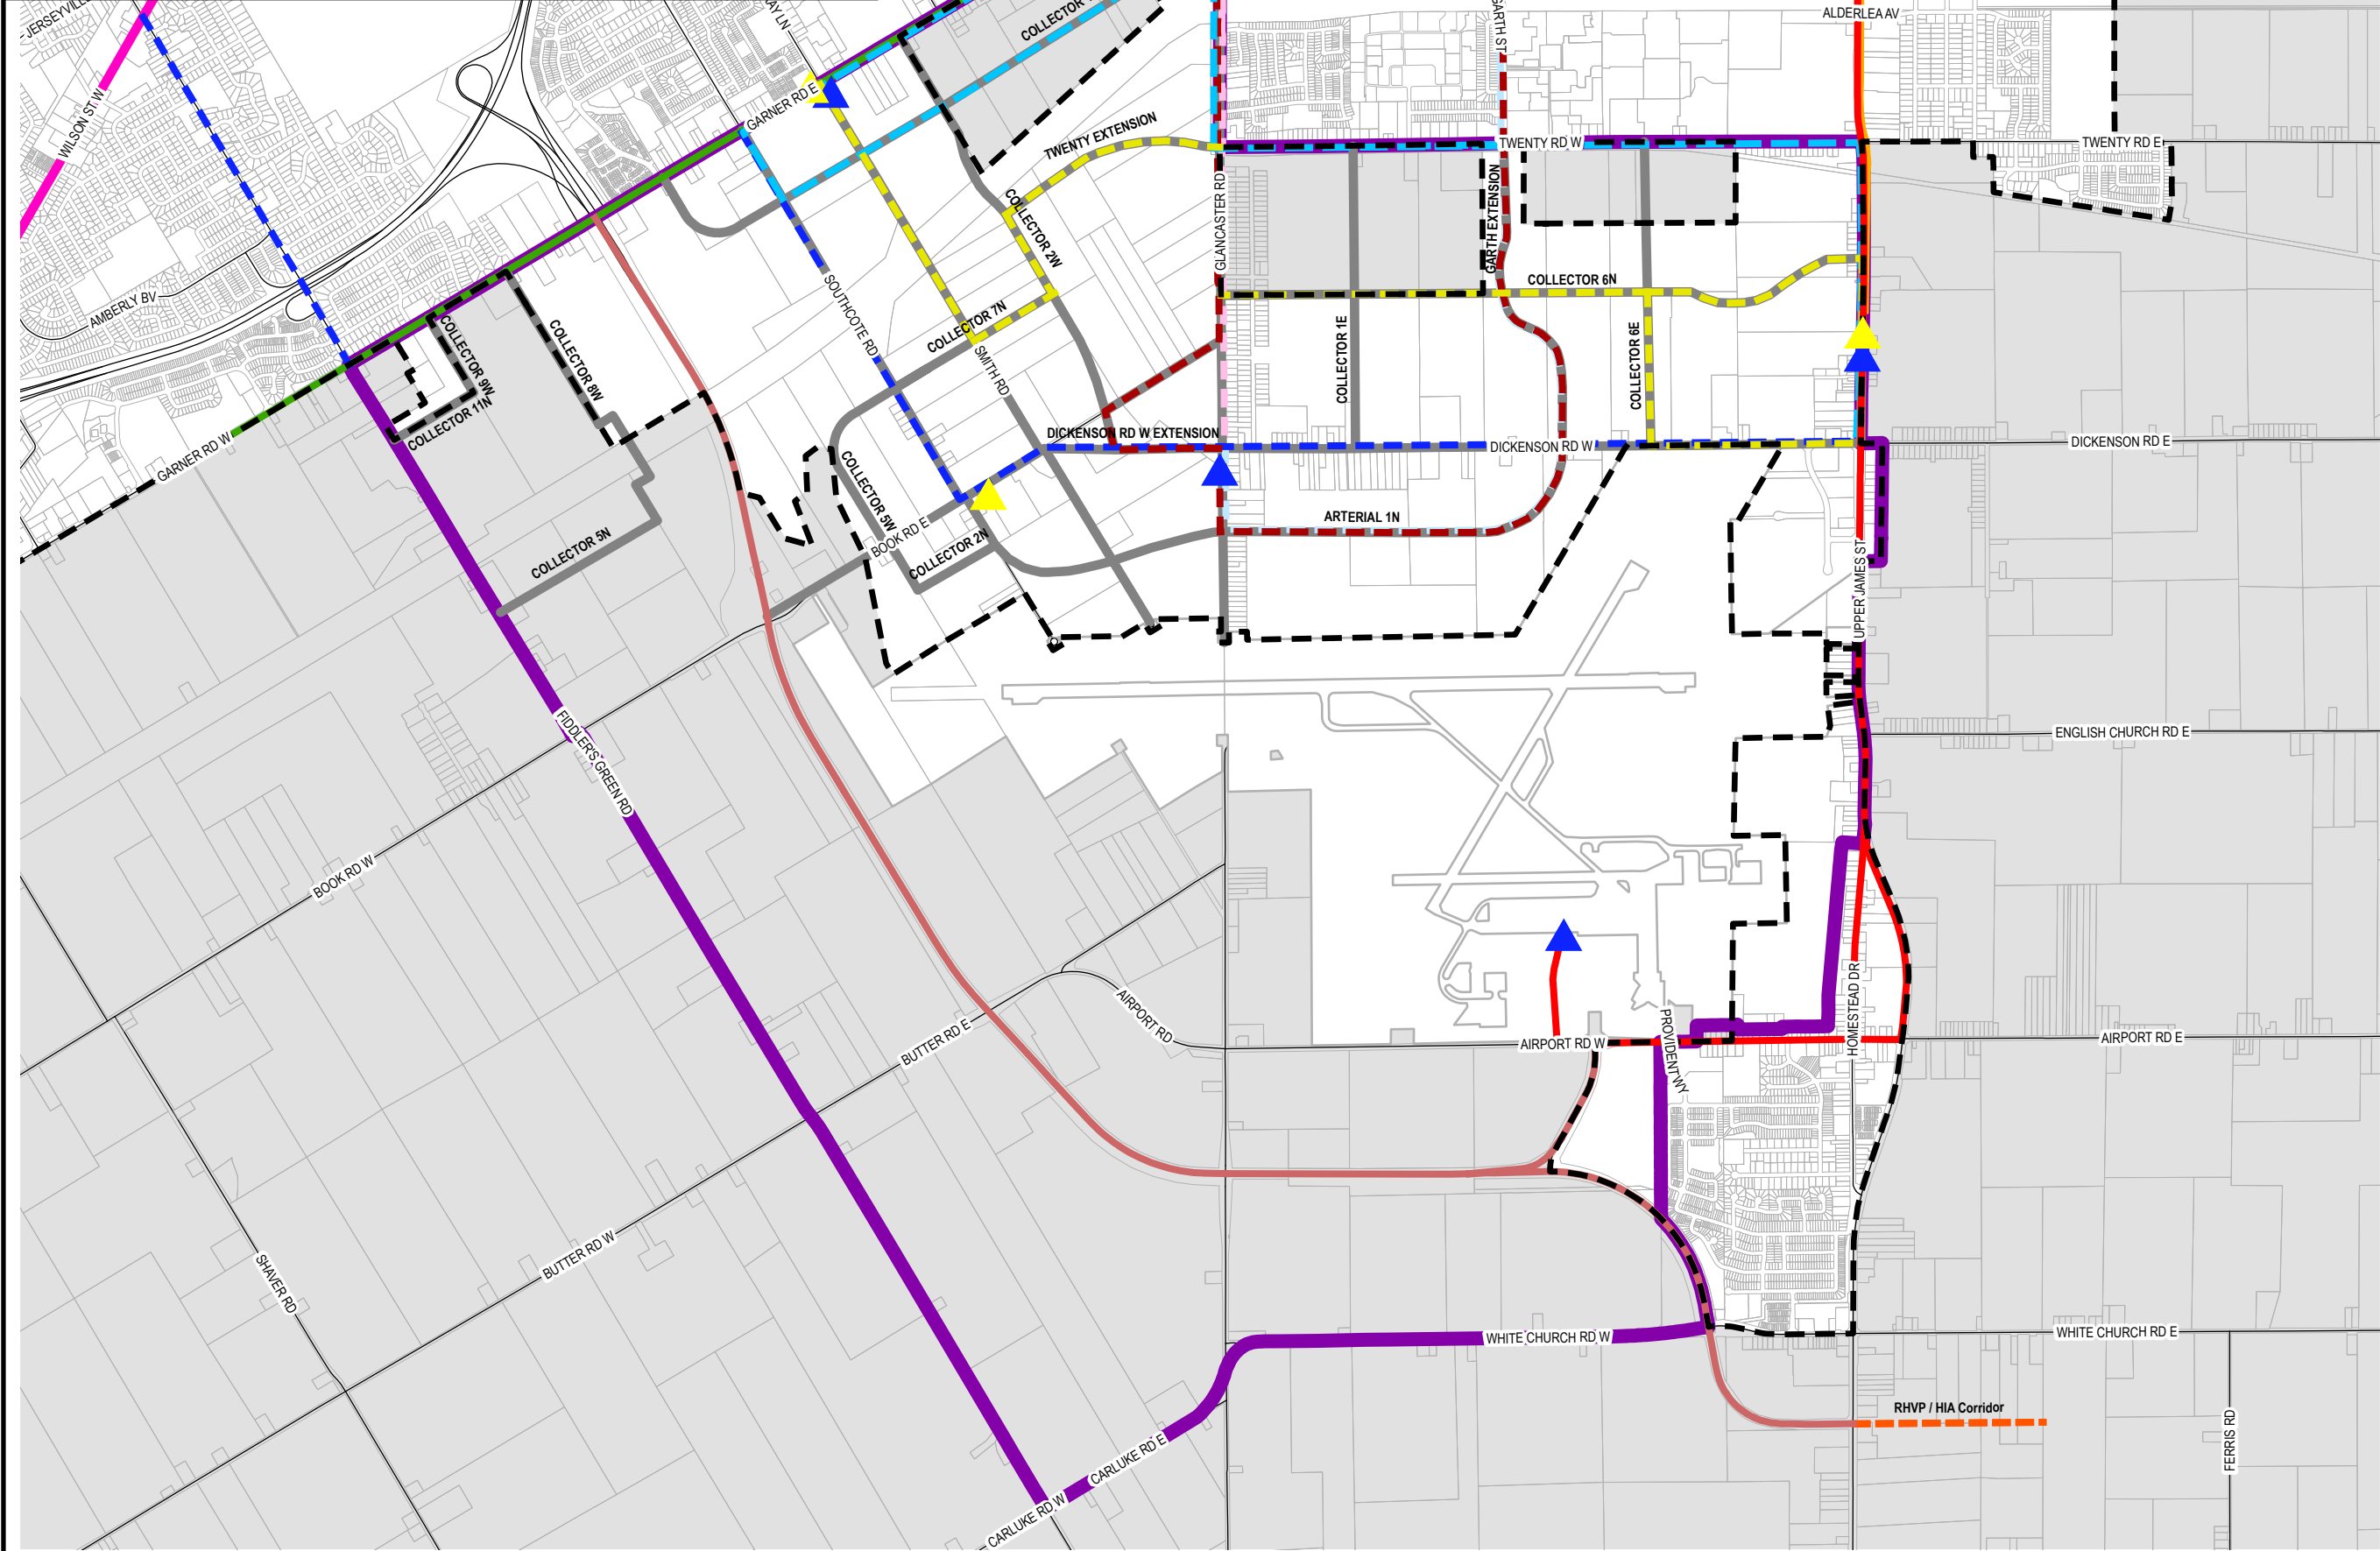 JERSEYVILLE
WILSON ST W
COLLECTOR
GARTH ST
ALDERLEA AV
GARNER RD E
TWENTY EXTENSION
TWENTY RD W
TWENTY RD E
GLANCASTER RD
GARTH EXTENSION
COLLECTOR 2W
COLLECTOR 6N
AMBERLY BV
SOUTHCOTE RD
COLLECTOR 7N
SMITH RD
COLLECTOR 9W
COLLECTOR 8W
COLLECTOR 1E
COLLECTOR 6E
COLLECTOR 11N
DICKENSON RD W EXTENSION
DICKENSON RD W
DICKENSON RD E
GARNER RD W
COLLECTOR 5W
ARTERIAL 1N
COLLECTOR 5N
BOOK RD E
COLLECTOR 2N
UPPER JAMES ST
FIDDLER'S GREEN RD
ENGLISH CHURCH RD E
BOOK RD W
AIRPORT RD
BUTTER RD E
AIRPORT RD W
PROVIDENT WY
HOMESTEAD DR
AIRPORT RD E
BUTTER RD W
SHAVER RD
WHITE CHURCH RD W
WHITE CHURCH RD E
RHVP / HIA Corridor
FERRIS RD
CARLUKE RD E
CARLUKE RD W